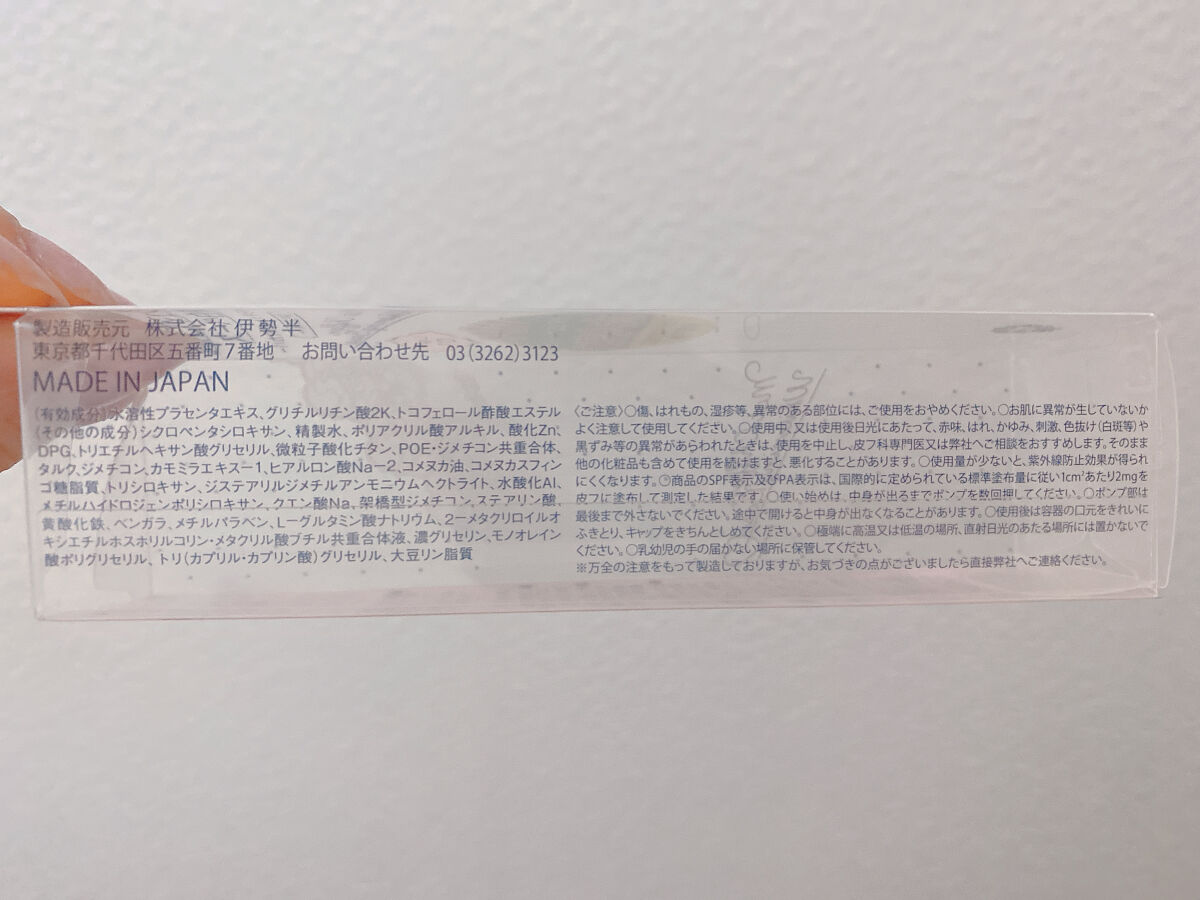 製造販売元 株式会社 伊勢半
東京都千代田区五番町7番地 お問い合わせ先 03(3262)3123
MADE IN JAPAN
(有効成分)水溶性プラセンタエキス、グリチルリチン酸2K、トコフェロール酢酸エステル
(その他の成分)シクロペンタシロキサン、精製水、ポリアクリル酸アルキル、酸化Zn、
DPG、トリエチルヘキサン酸グリセリル、微粒子酸化チタン、POE・ジメチコン共重合体、
タルク、ジメチコン、カモミラエキスー1、ヒアルロン酸Naー2、コメヌカ油、コメヌカスフィン
ゴ糖脂質、トリシロキサン、ジステアリルジメチルアンモニウムヘクトライト、水酸化Al、
メチルハイドロジェンポリシロキサン、クエン酸Na、架橋型ジメチコン、ステアリン酸、
黄酸化鉄、ベンガラ、メチルパラベン、Lーグルタミン酸ナトリウム、2ーメタクリロイルオ
キシエチルホスホリルコリン・メタクリル酸ブチル共重合体液、濃グリセリン、モノオレイン
酸ポリグリセリル、トリ(カプリル・カプリン酸)グリセリル、大豆リン脂質
〈ご注意〉○傷、はれもの、湿疹等、異常のある部位には、ご使用をおやめください。○お肌に異常が生じていないか
よく注意して使用してください。○使用中、又は使用後日光にあたって、赤味、はれ、かゆみ、刺激、色抜け(白斑等)や
黒ずみ等の異常があらわれたときは、使用を中止し、皮フ科専門医又は弊社へご相談をおすすめします。そのまま
他の化粧品も含めて使用を続けますと、悪化することがあります。○使用量が少ないと、紫外線防止効果が得られ
にくくなります。○商品のSPF表示及びPA表示は、国際的に定められている標準塗布量に従い1cm²あたり2mgを
皮フに塗布して測定した結果です。○使い始めは、中身が出るまでポンプを数回押してください。○ポンプ部は
最後まで外さないでください。途中で開けると中身が出なくなることがあります。○使用後は容器の口元をきれいに
ふきとり、キャップをきちんとしめてください。○極端に高温又は低温の場所、直射日光のあたる場所には置かないで
ください。○乳幼児の手の届かない場所に保管してください。
※万全の注意をもって製造しておりますが、お気づきの点がございましたら直接弊社へご連絡ください。